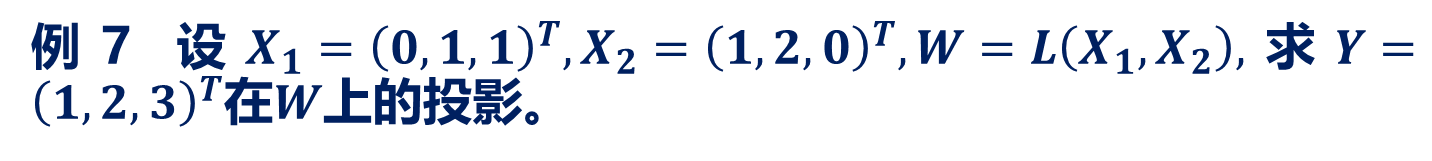 例 7 设 X₁ = (0, 1, 1)ᵀ, X₂ = (1, 2, 0)ᵀ, W = L(X₁, X₂), 求 Y =
(1, 2, 3)ᵀ在W上的投影。